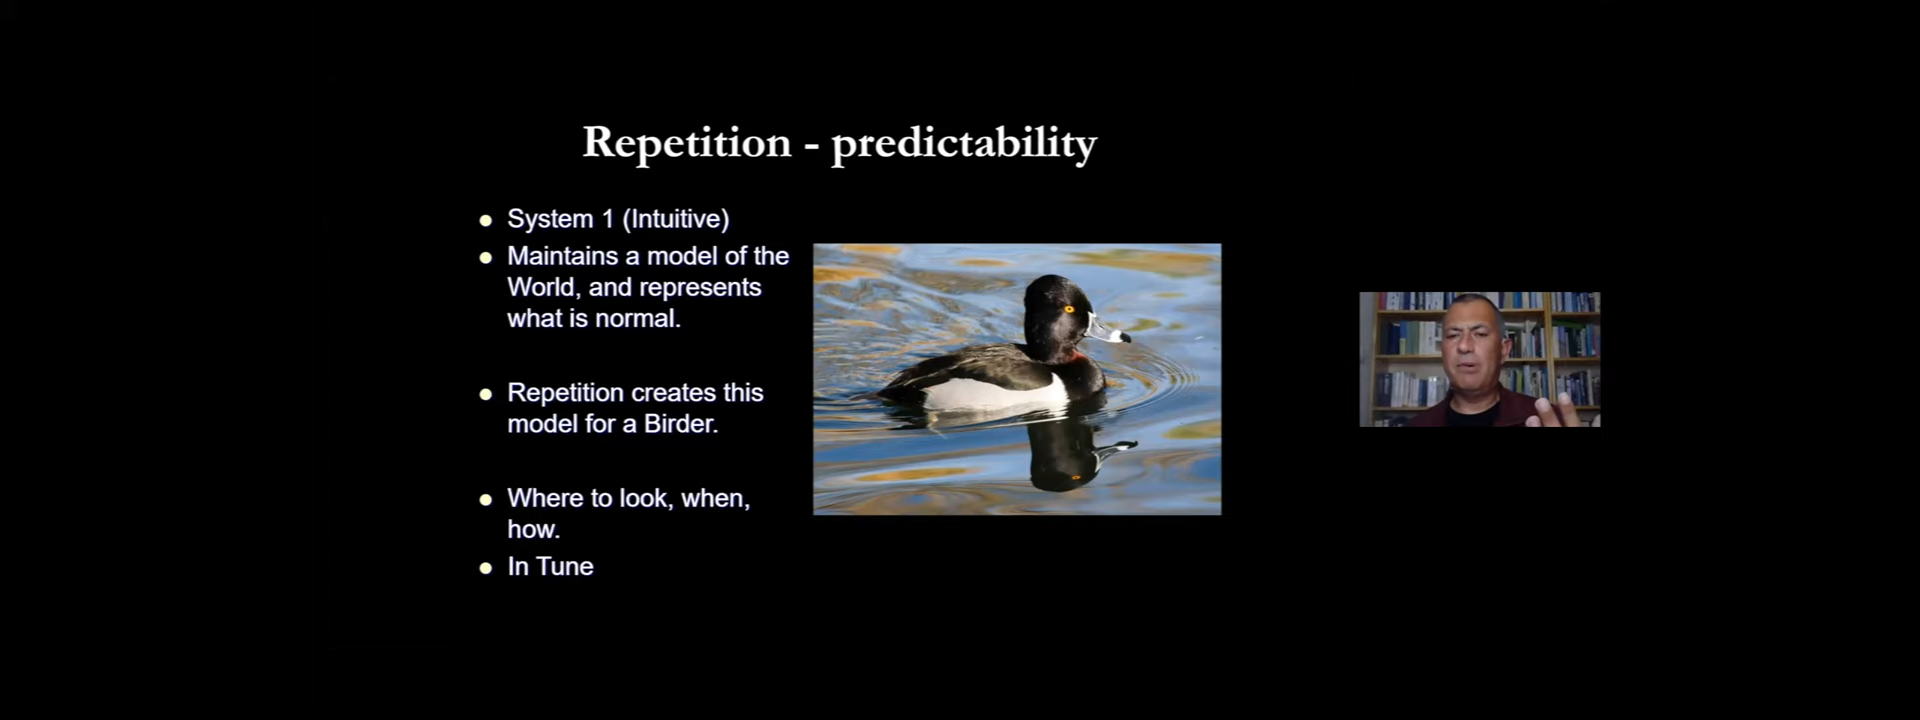 Repetition - predictability
System 1 (Intuitive)
Maintains a model of the
World, and represents
what is normal.
Repetition creates this
model for a Birder.
Where to look, when,
how.
In Tune